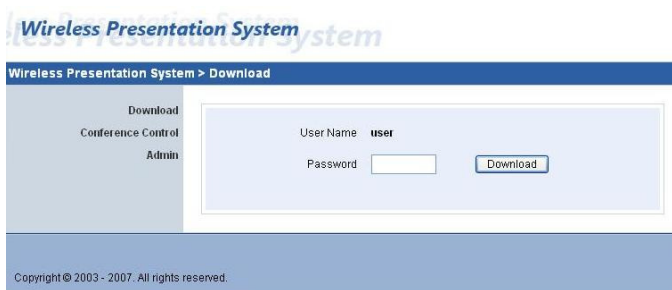 Wireless Presentation System
Wireless Presentation System > Download
Download
Conference Control
Admin
User Name user
Password Download
Copyright © 2003 - 2007. All rights reserved.